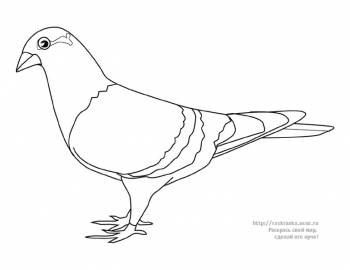 http://raskraska.ucoz.ru
Раскрась свой мир,
сделай его ярче!